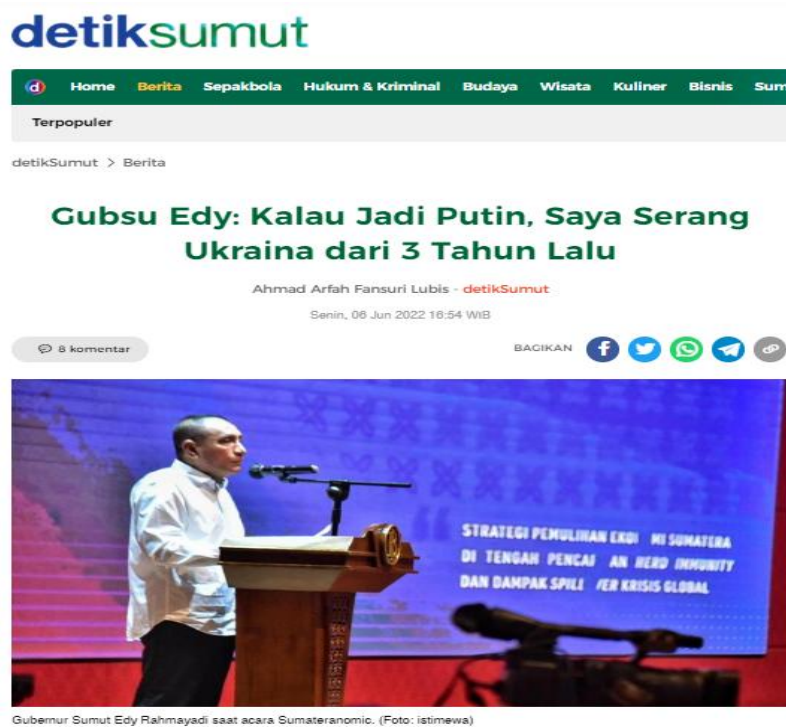 detiksumut
d Home Berita Sepakbola Hukum & Kriminal Budaya Wisata Kuliner Bisnis Sum
Terpopuler
detikSumut > Berita
Gubsu Edy: Kalau Jadi Putin, Saya Serang
Ukraina dari 3 Tahun Lalu
Ahmad Arfah Fansuri Lubis - detikSumut
Senin, 06 Jun 2022 16:54 WIB
8 komentar
BAGIKAN
STRATEGI PEMULIHAN EKO MI SUMATERA
DI TENGAH PENCA AN HERD IMMUNITY
DAN DAMPAK SPILL ER KRISIS GLOBAL
Gubernur Sumut Edy Rahmayadi saat acara Sumateranomic. (Foto: istimewa)